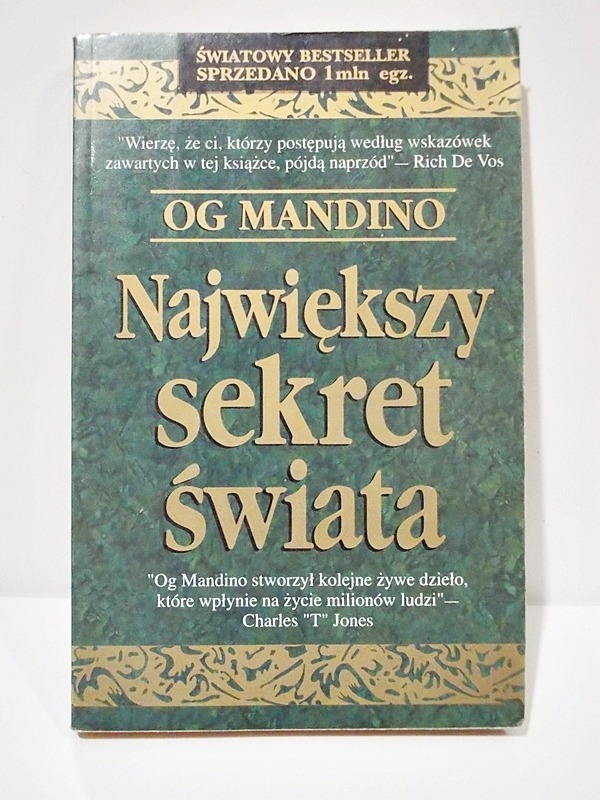 ŚWIATOWY BESTSELLER
SPRZEDANO 1 mln egz.
"Wierzę, że ci, którzy postępują według wskazówek
zawartych w tej książce, pójdą naprzód"— Rich De Vos
OG MANDINO
Największy
sekret
świata
"Og Mandino stworzył kolejne żywe dzieło,
które wpłynie na życie milionów ludzi"—
Charles "T" Jones